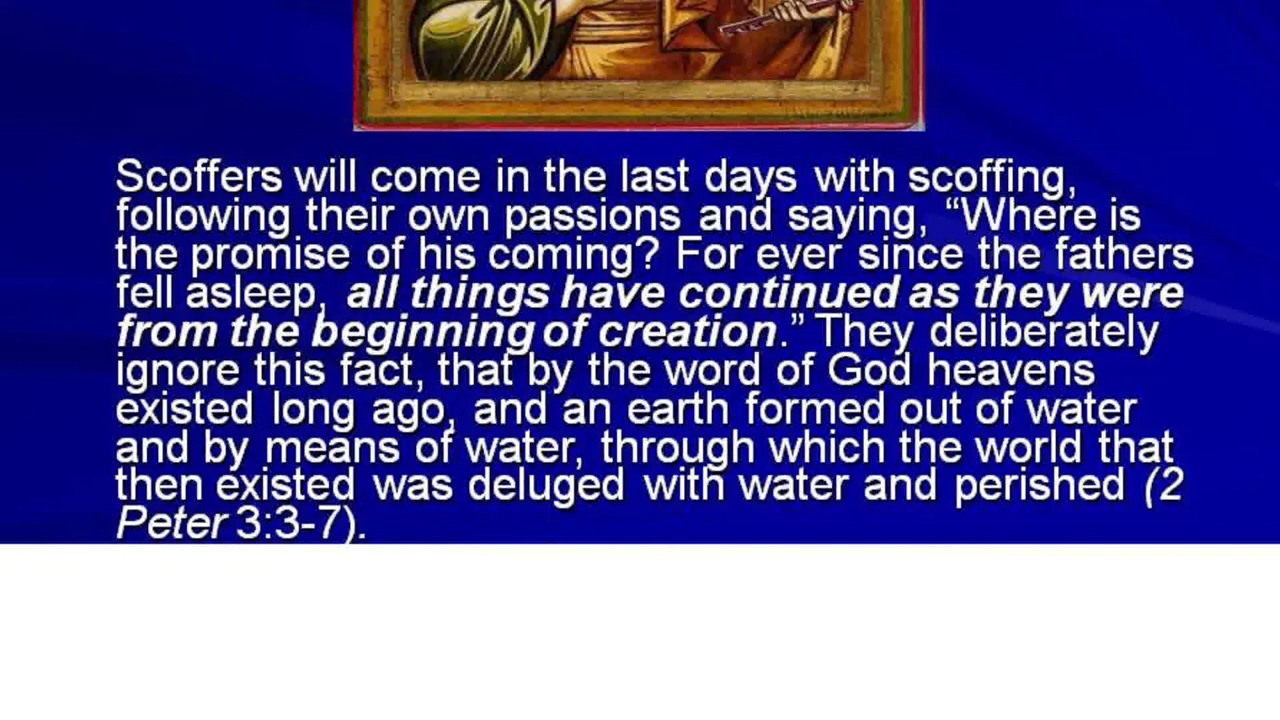 Scoffers will come in the last days with scoffing,
following their own passions and saying, “Where is
the promise of his coming? For ever since the fathers
fell asleep, all things have continued as they were
from the beginning of creation.” They deliberately
ignore this fact, that by the word of God heavens
existed long ago, and an earth formed out of water
and by means of water, through which the world that
then existed was deluged with water and perished (2
Peter 3:3-7).